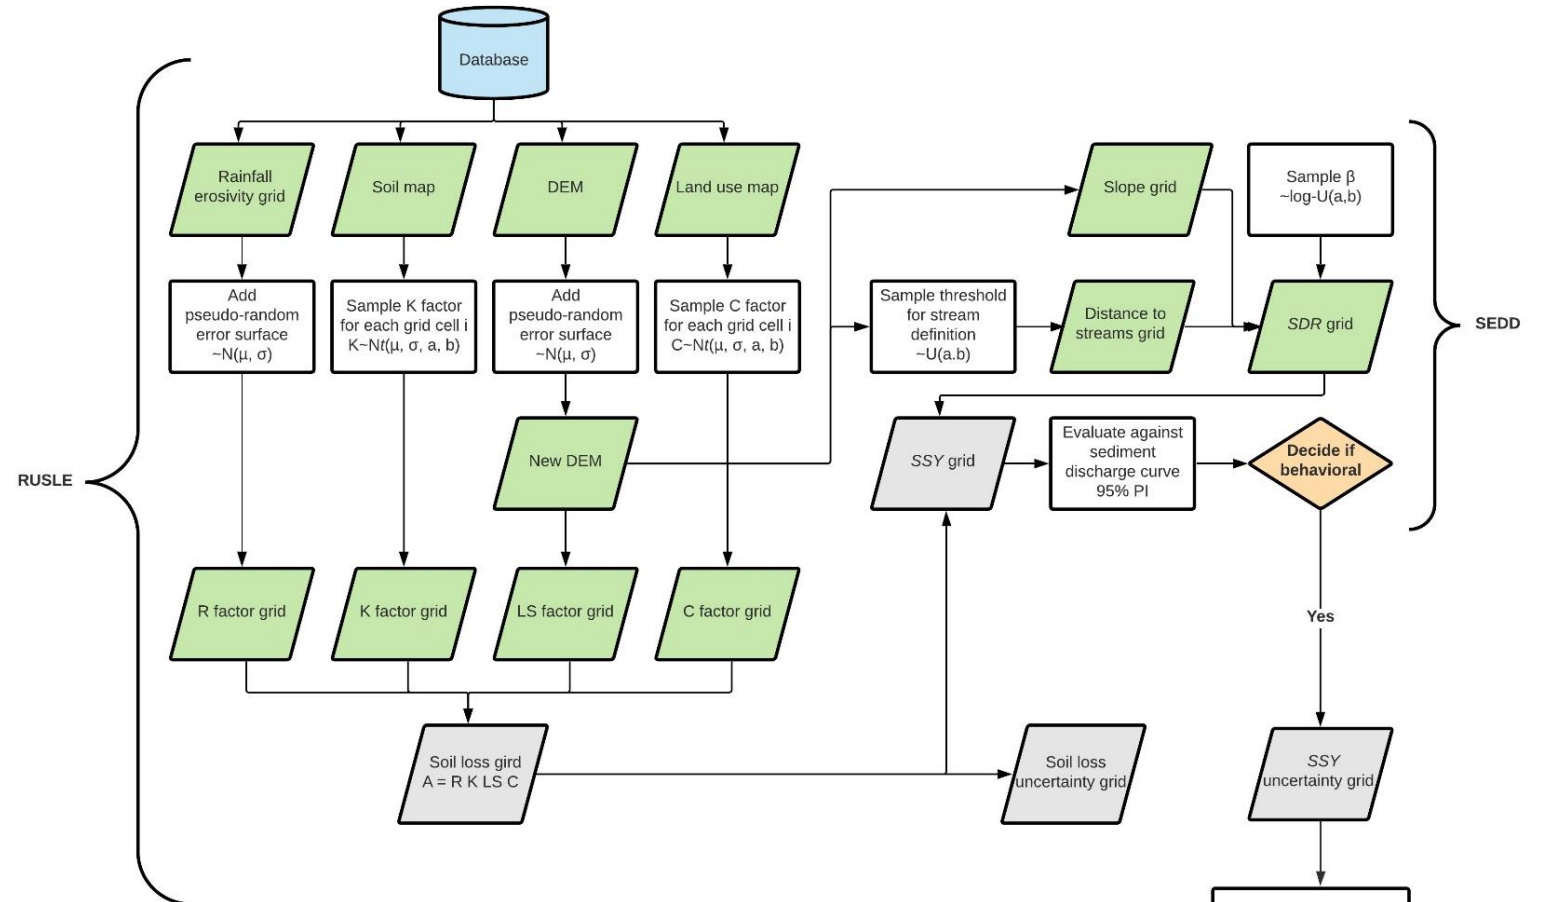 Database
Rainfall
erosivity grid
Soil map
DEM
Land use map
Slope grid
Sample β
~log-U(a,b)
Add
pseudo-random
error surface
~N(µ, σ)
Sample K factor
for each grid cell i
K~Nt(µ, σ, a, b)
Add
pseudo-random
error surface
~N(µ, σ)
Sample C factor
for each grid cell i
C~Nt(µ, σ, a, b)
Sample threshold
for stream
definition
~U(a.b)
Distance to
streams grid
SDR grid
SEDD
New DEM
SSY grid
Evaluate against
sediment
discharge curve
95% PI
Decide if
behavioral
RUSLE
R factor grid
K factor grid
LS factor grid
C factor grid
Yes
Soil loss gird
A = R K LS C
Soil loss
uncertainty grid
SSY
uncertainty grid